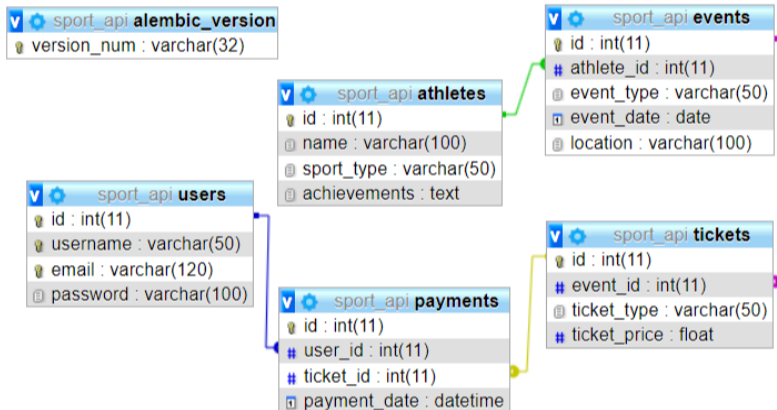 sport_api alembic_version
version_num : varchar(32)
sport_api events
id : int(11)
athlete_id : int(11)
event_type : varchar(50)
event_date : date
location : varchar(100)
sport_api athletes
id : int(11)
name : varchar(100)
sport_type : varchar(50)
achievements : text
sport_api users
id : int(11)
username : varchar(50)
email : varchar(120)
password : varchar(100)
sport_api tickets
id : int(11)
event_id : int(11)
ticket_type : varchar(50)
ticket_price : float
sport_api payments
id : int(11)
user_id : int(11)
ticket_id : int(11)
payment_date : datetime